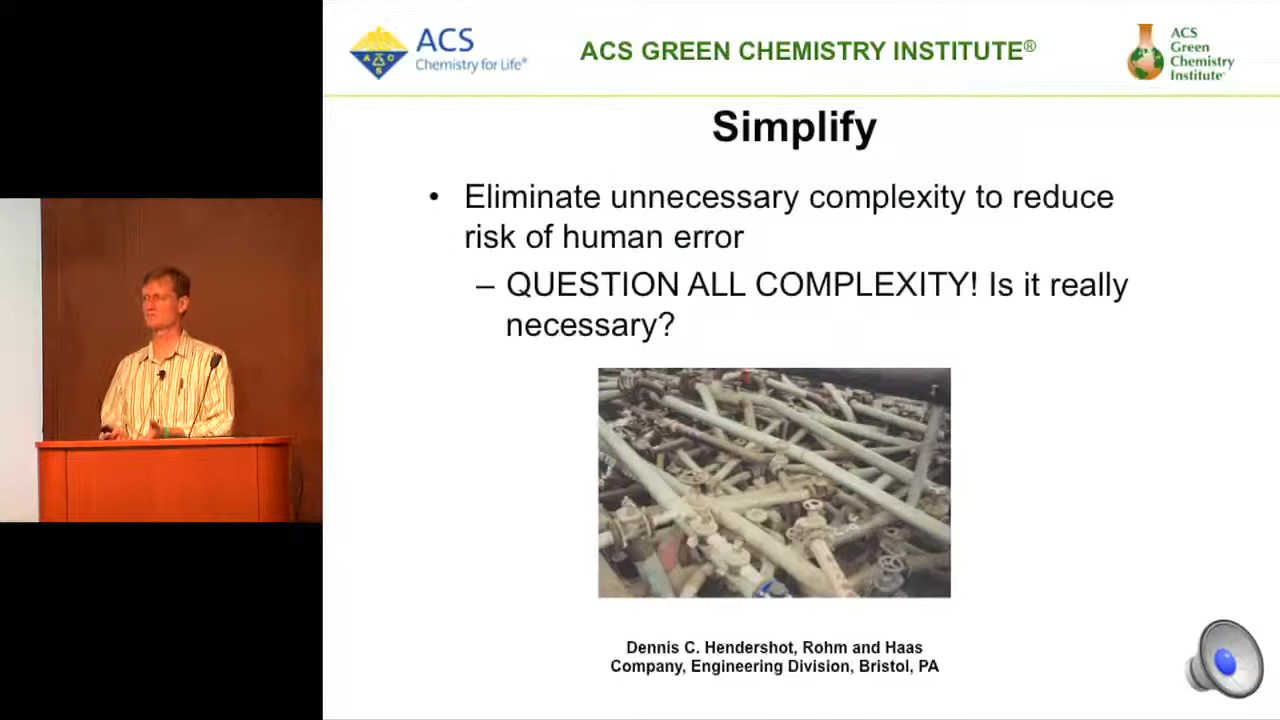 ACS
Chemistry for Life®
ACS GREEN CHEMISTRY INSTITUTE®
ACS
Green
Chemistry
Institute®
Simplify
• Eliminate unnecessary complexity to reduce
risk of human error
– QUESTION ALL COMPLEXITY! Is it really
necessary?
Dennis C. Hendershot, Rohm and Haas
Company, Engineering Division, Bristol, PA